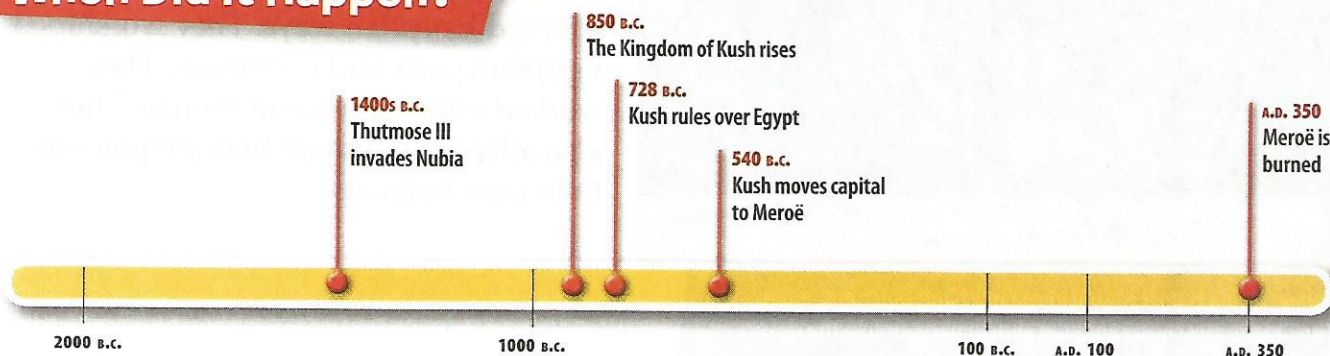 When Did It Happen?
1400s B.C.
Thutmose III
invades Nubia
850 B.C.
The Kingdom of Kush rises
728 B.C.
Kush rules over Egypt
540 B.C.
Kush moves capital
to Meroë
A.D. 350
Meroë is
burned
2000 B.C.
1000 B.C.
100 B.C.
A.D. 100
A.D. 350